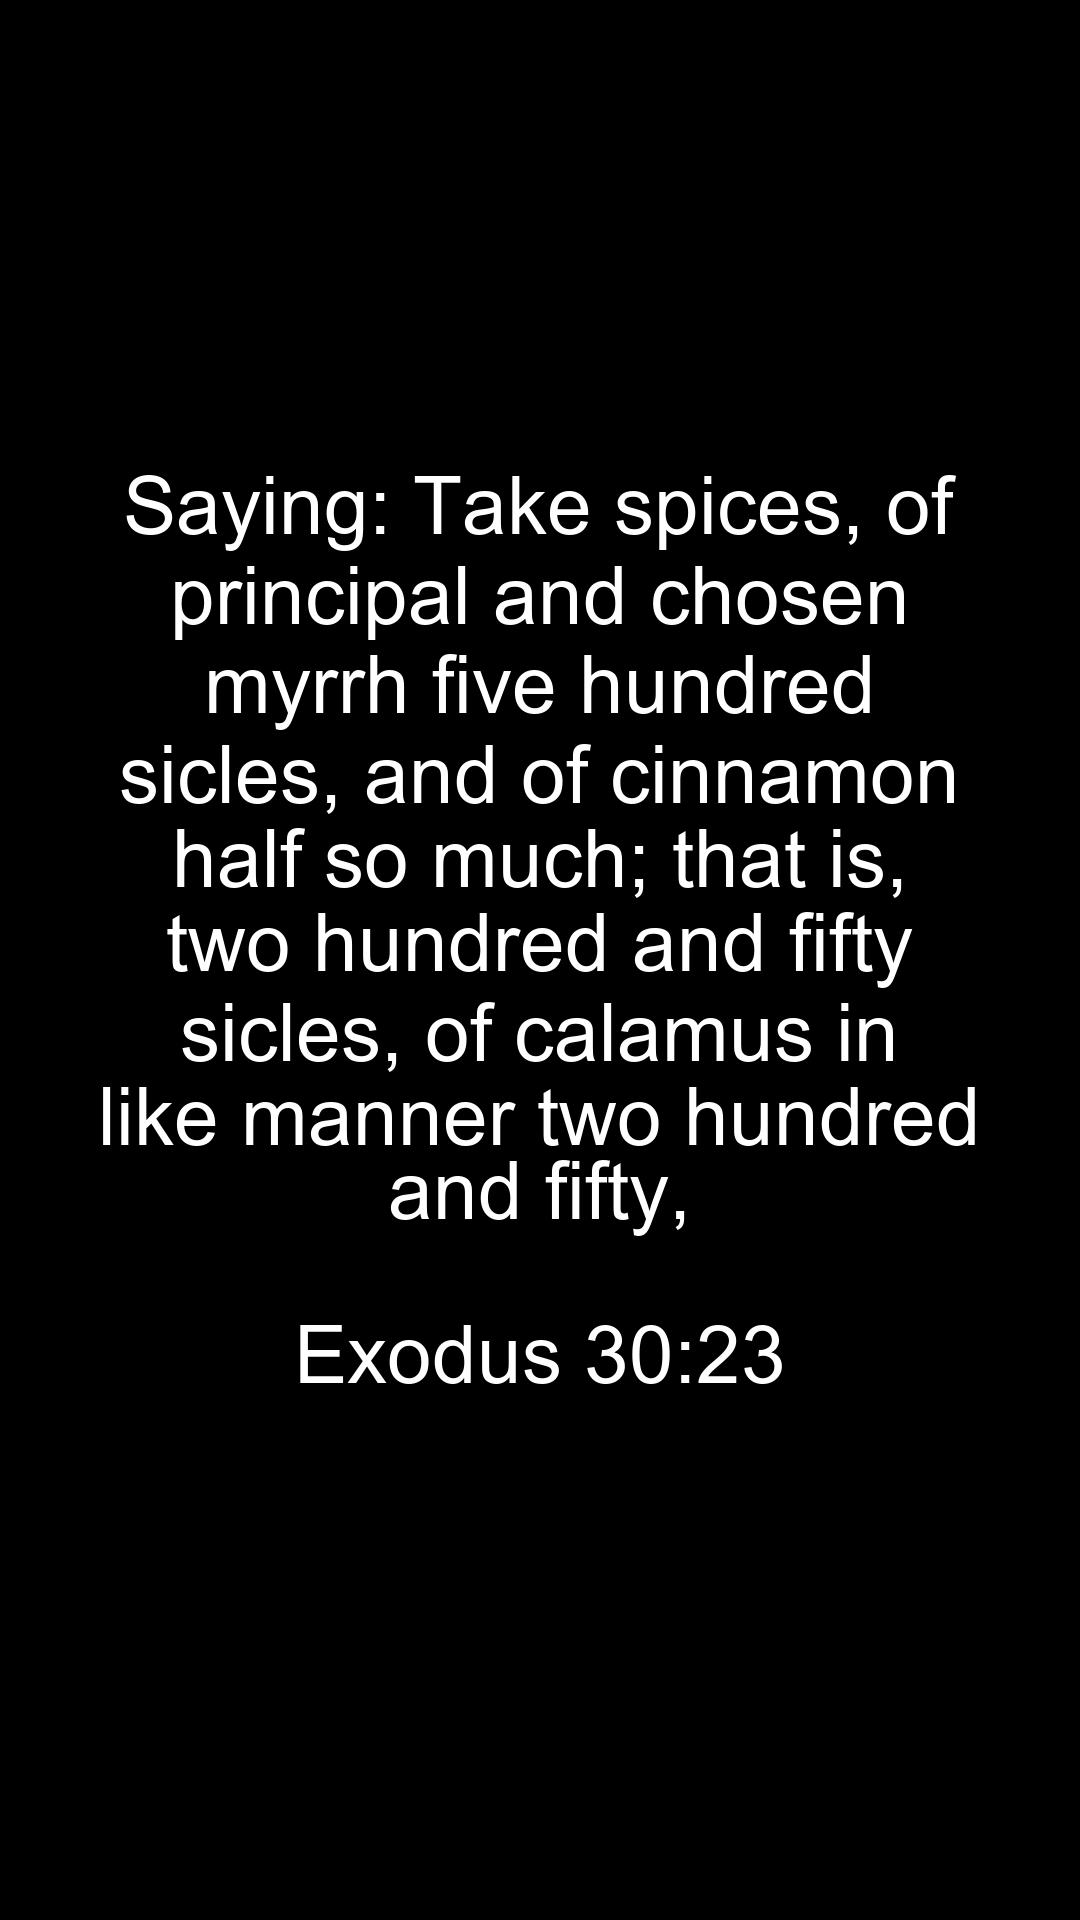 Saying: Take spices, of
principal and chosen
myrrh five hundred
sicles, and of cinnamon
half so much; that is,
two hundred and fifty
sicles, of calamus in
like manner two hundred
and fifty,
Exodus 30:23